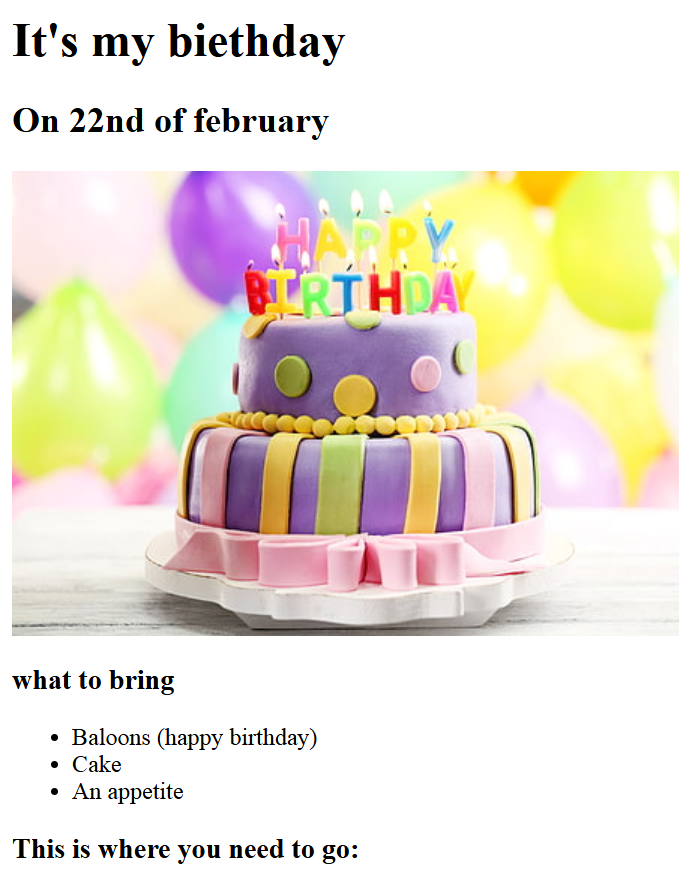 It's my biethday
On 22nd of february
HAPPY
BIRTHDAY
what to bring
Baloons (happy birthday)
Cake
An appetite
This is where you need to go: